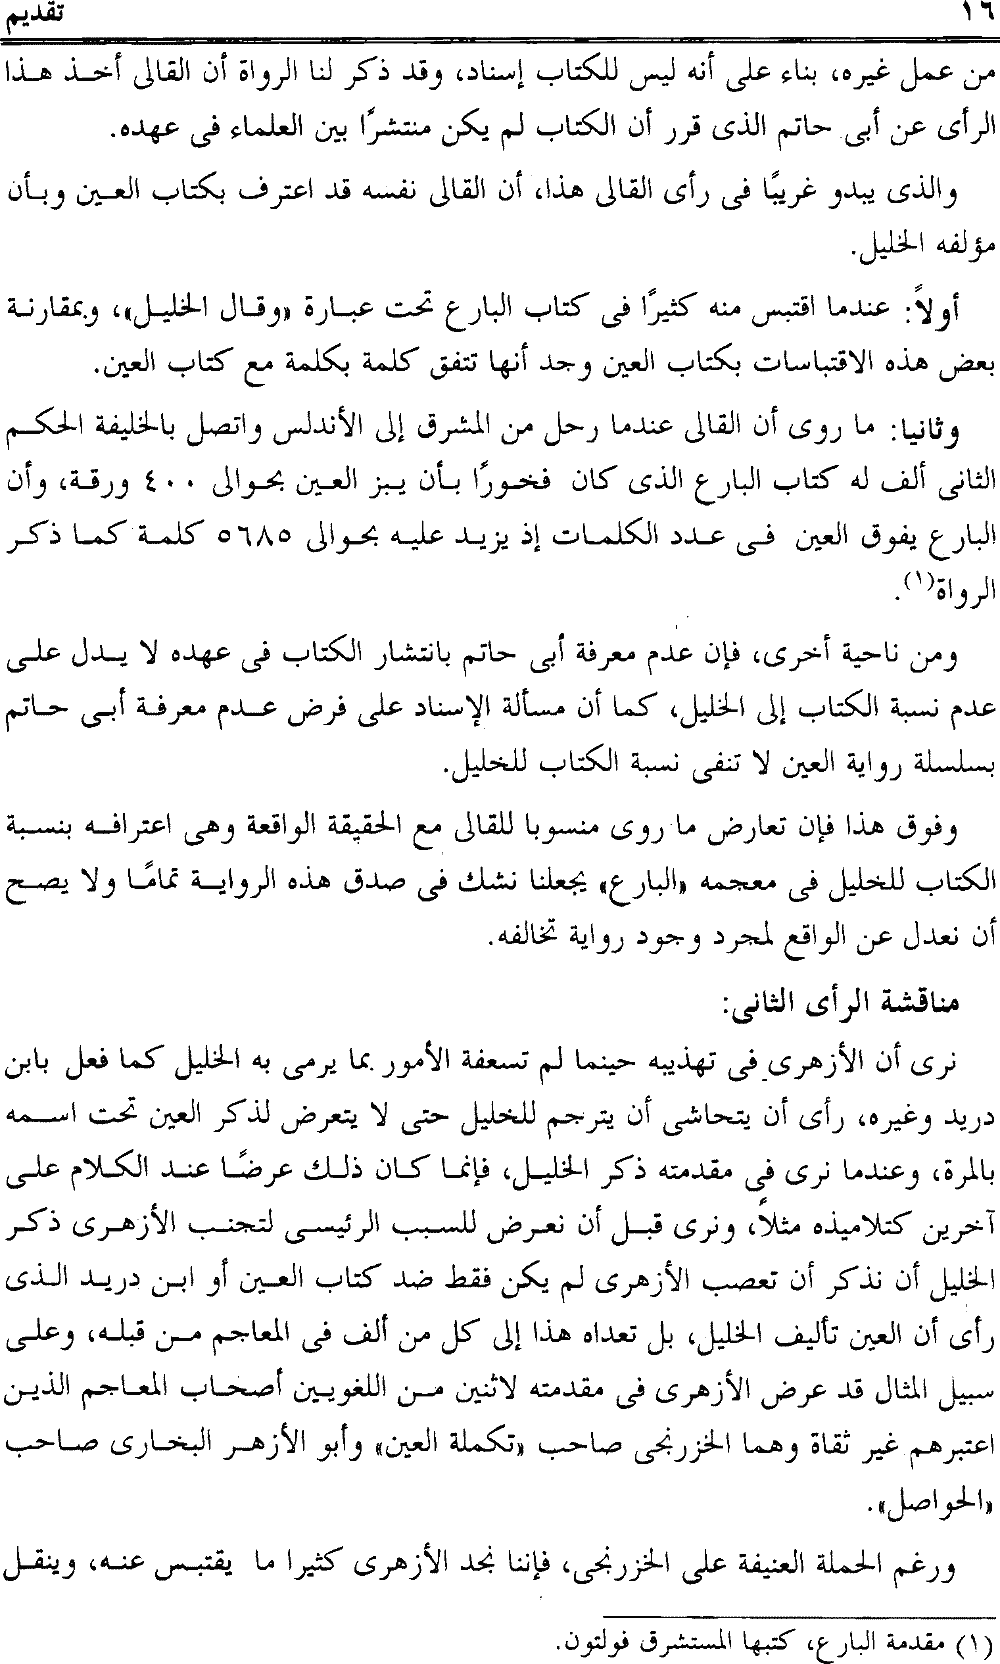 ١٦ تقديم
من عمل غيره، بناء على أنه ليس للكتاب إسناد، وقد ذكر لنا الرواة أن القالى أخذ هذا
الرأى عن أبى حاتم الذى قرر أن الكتاب لم يكن منتشرًا بين العلماء فى عهده.
والذى يبدو غريبًا فى رأى القالى هذا، أن القالى نفسه قد اعترف بكتاب العين وبأن
مؤلفه الخليل.
أولاً: عندما اقتبس منه كثيرًا فى كتاب البارع تحت عبارة «وقال الخليل»، وبمقارنة
بعض هذه الاقتباسات بكتاب العين وجد أنها تتفق كلمة بكلمة مع كتاب العين.
وثانيا: ما روى أن القالى عندما رحل من المشرق إلى الأندلس واتصل بالخليفة الحكم
الثانى ألف له كتاب البارع الذى كان فخورًا بأن يبز العين بحوالى ٤٠٠ ورقة، وأن
البارع يفوق العين فى عدد الكلمات إذ يزيد عليه بحوالى ٥٦٨٥ كلمة كما ذكر
الرواة(١).
ومن ناحية أخرى، فإن عدم معرفة أبى حاتم بانتشار الكتاب فى عهده لا يدل على
عدم نسبة الكتاب إلى الخليل، كما أن مسألة الإسناد على فرض عدم معرفة أبى حاتم
بسلسلة رواية العين لا تنفى نسبة الكتاب للخليل.
وفوق هذا فإن تعارض ما روى منسوبا للقالى مع الحقيقة الواقعة وهى اعترافه بنسبة
الكتاب للخليل فى معجمه «البارع» يجعلنا نشك فى صدق هذه الرواية تمامًا ولا يصح
أن نعدل عن الواقع لمجرد وجود رواية تخالفه.
مناقشة الرأى الثانى:
نرى أن الأزهرى فى تهذيبه حينما لم تسعفة الأمور بما يرمى به الخليل كما فعل بابن
دريد وغيره، رأى أن يتحاشى أن يترجم للخليل حتى لا يتعرض لذكر العين تحت اسمه
بالمرة، وعندما نرى فى مقدمته ذكر الخليل، فإنما كان ذلك عرضًا عند الكلام على
آخرين كتلاميذه مثلاً، ونرى قبل أن نعرض للسبب الرئيسى لتجنب الأزهرى ذكر
الخليل أن نذكر أن تعصب الأزهرى لم يكن فقط ضد كتاب العين أو ابن دريد الذى
رأى أن العين تأليف الخليل، بل تعداه هذا إلى كل من ألف فى المعاجم من قبله، وعلى
سبيل المثال قد عرض الأزهرى فى مقدمته لاثنين من اللغويين أصحاب المعاجم الذين
اعتبرهم غير ثقاة وهما الخزرنجى صاحب «تكملة العين» وأبو الأزهر البخارى صاحب
«الحواصل».
ورغم الحملة العنيفة على الخزرنجى، فإننا نجد الأزهرى كثيرا ما يقتبس عنه، وينقل
(١) مقدمة البارع، كتبها المستشرق فولتون.